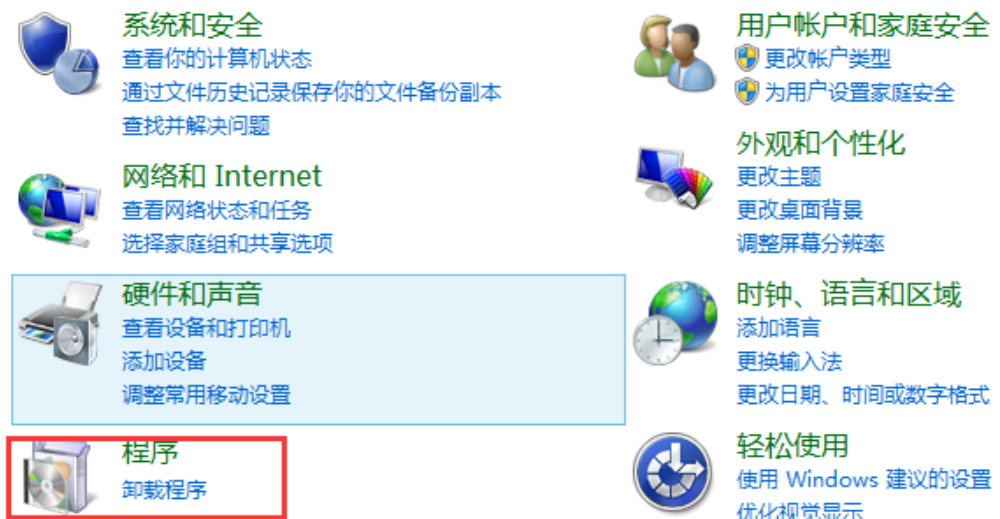 系统和安全
查看你的计算机状态
通过文件历史记录保存你的文件备份副本
查找并解决问题
网络和 Internet
查看网络状态和任务
选择家庭组和共享选项
硬件和声音
查看设备和打印机
添加设备
调整常用移动设置
程序
卸载程序
用户帐户和家庭安全
更改帐户类型
为用户设置家庭安全
外观和个性化
更改主题
更改桌面背景
调整屏幕分辨率
时钟、语言和区域
添加语言
更换输入法
更改日期、时间或数字格式
轻松使用
使用 Windows 建议的设置
优化视觉显示